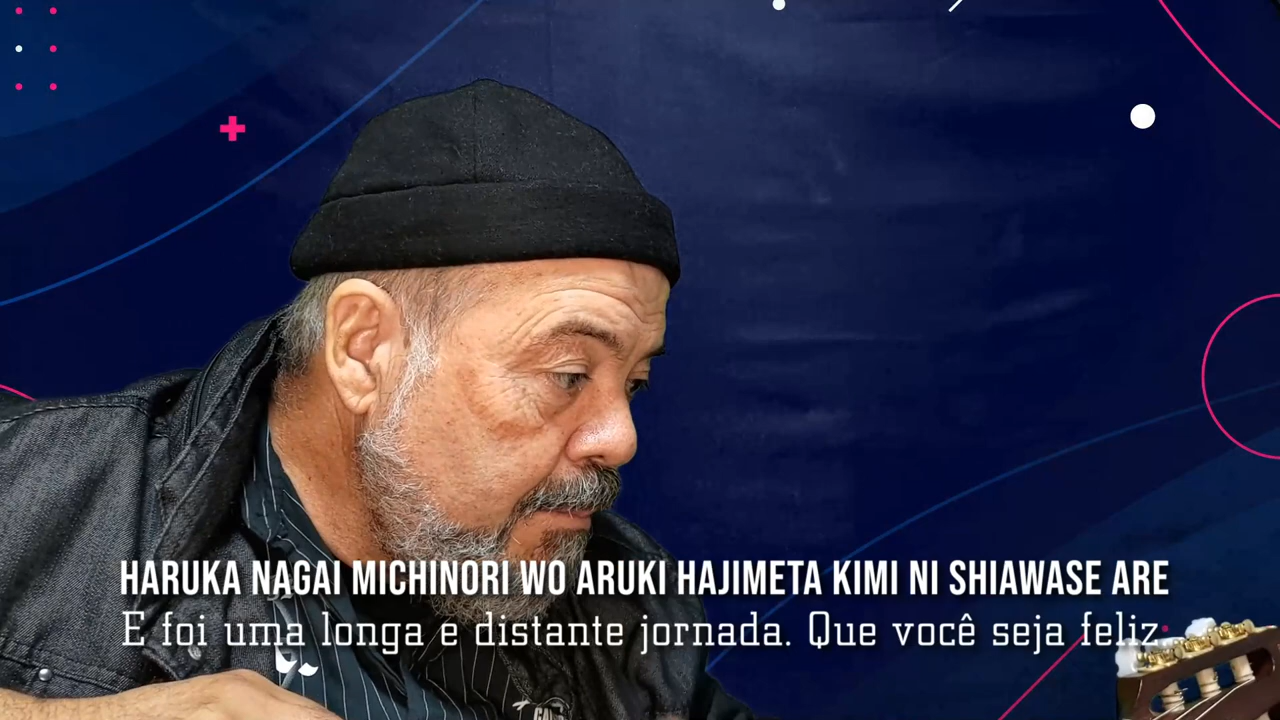 HARUKA NAGAI MICHINORI WO ARUKI HAJIMETA KIMI NI SHIAWASE ARE
E foi uma longa e distante jornada. Que você seja feliz.